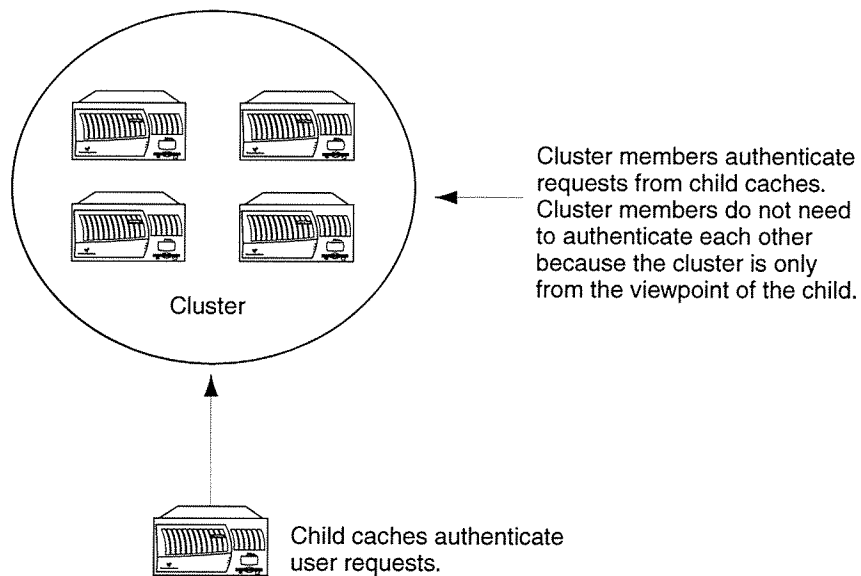 Cluster members authenticate
requests from child caches.
Cluster members do not need
to authenticate each other
because the cluster is only
from the viewpoint of the child.
Cluster
Child caches authenticate
user requests.